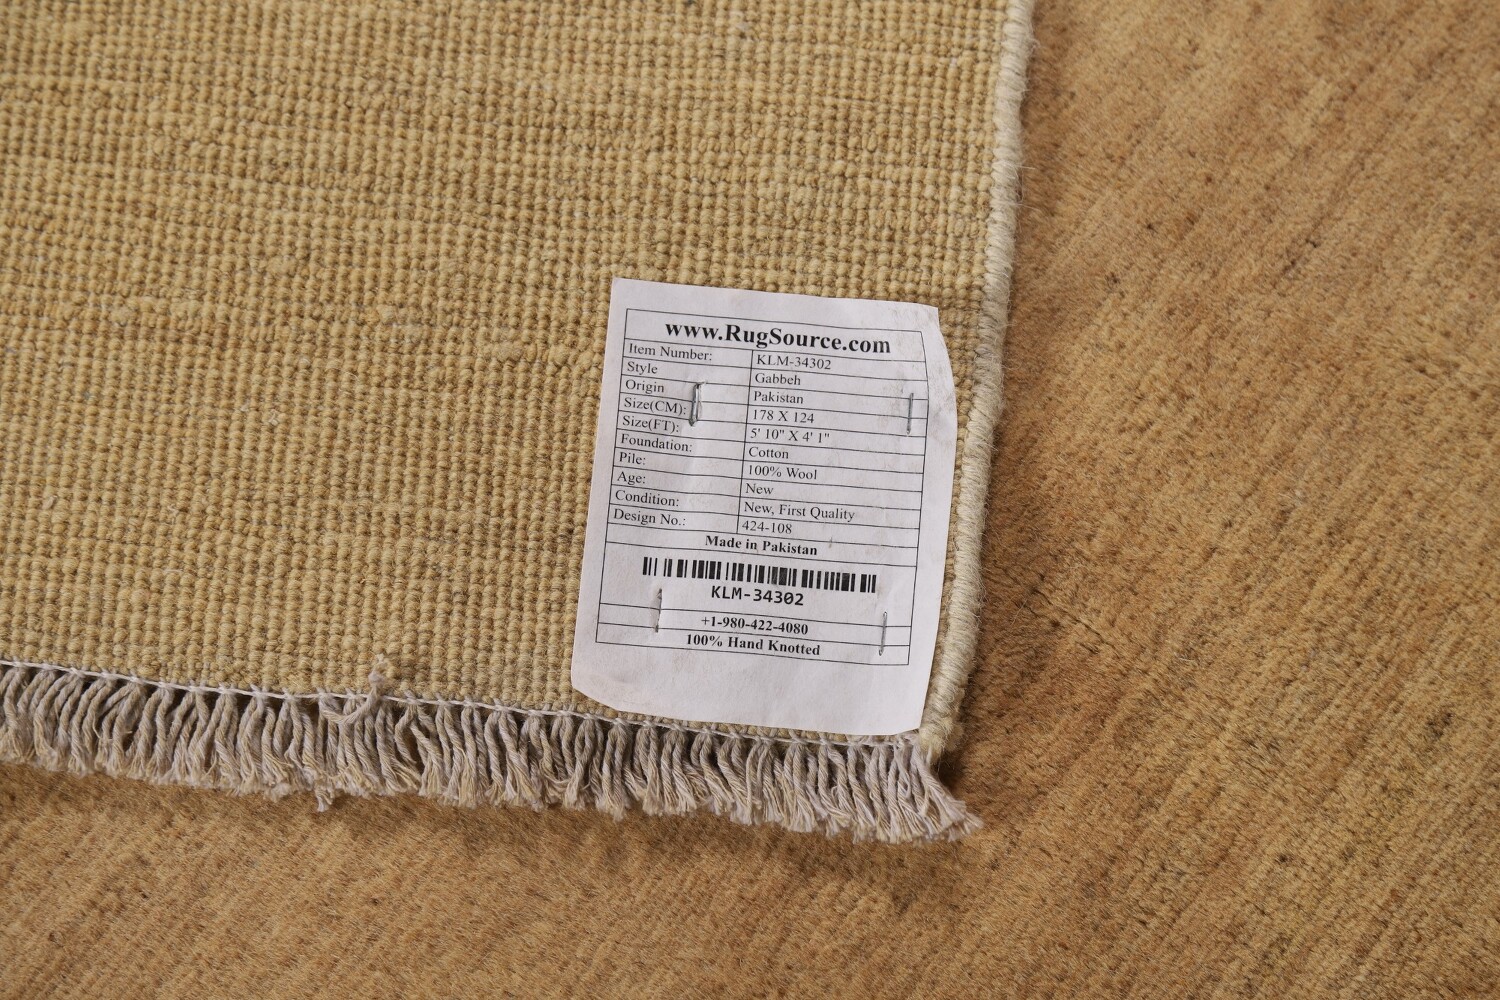 www.RugSource.com
Item Number: KLM-34302
Style Gabbeh
Origin Pakistan
Size(CM): 178 X 124
Size(FT): 5' 10" X 4' 1"
Foundation: Cotton
Pile: 100% Wool
Age: New
Condition: New, First Quality
Design No.: 424-108
Made in Pakistan
KLM-34302
+1-980-422-4080
100% Hand Knotted